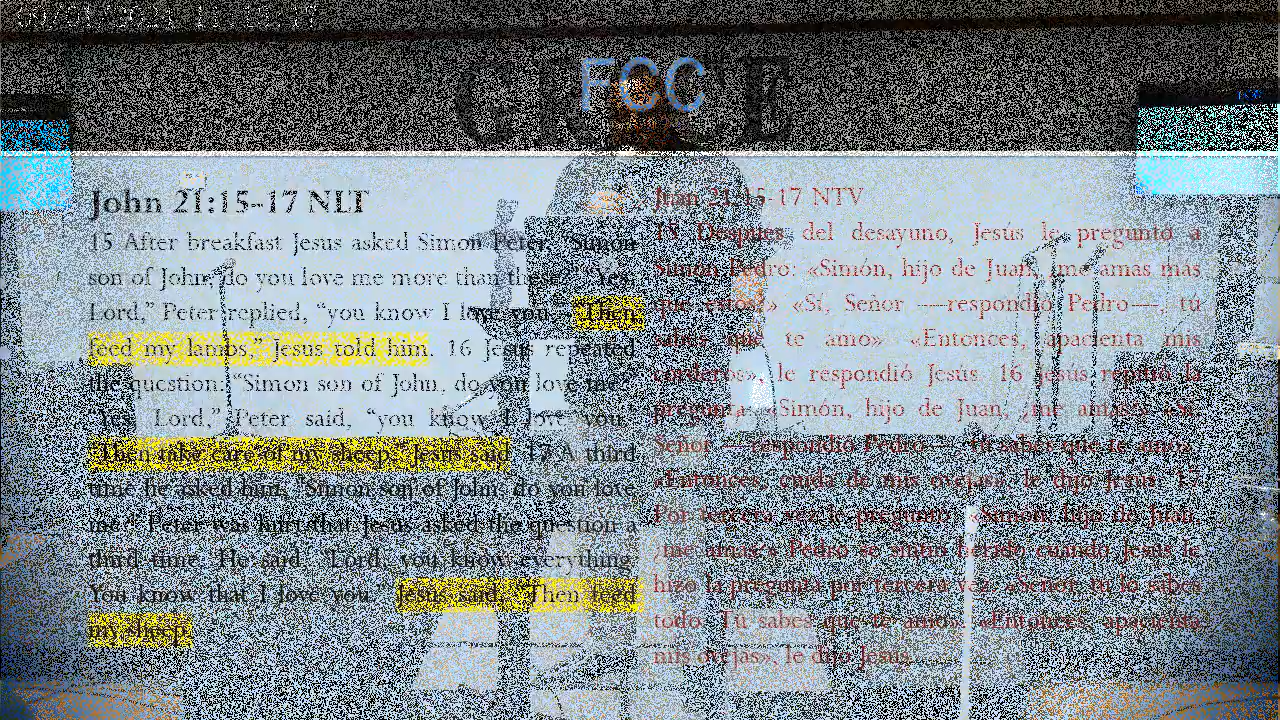 FCC
John 21:15-17 NLT
15 After breakfast Jesus asked Simon Peter, "Simon
son of John, do you love me more than these?" "Yes,
Lord," Peter replied, "you know I love you." "Then
feed my lambs," Jesus told him. 16 Jesus repeated
the question: "Simon son of John, do you love me?"
"Yes, Lord," Peter said, "you know I love you."
"Then take care of my sheep," Jesus said. 17 A third
time he asked him, "Simon son of John, do you love
me?" Peter was hurt that Jesus asked the question a
third time. He said, "Lord, you know everything.
You know that I love you." Jesus said, "Then feed
my sheep.
Juan 21:15-17 NTV
15 Después del desayuno, Jesús le preguntó a
Simón Pedro: «Simón, hijo de Juan, ¿me amas más
que estos?» «Sí, Señor —respondió Pedro—, tú
sabes que te amo» «Entonces, apacienta mis
corderos», le respondió Jesús. 16 Jesús repitió la
pregunta: «Simón, hijo de Juan, ¿me amas?» «Sí,
Señor —respondió Pedro—, tú sabes que te amo».
«Entonces, cuida de mis ovejas», le dijo Jesús. 17
Por tercera vez le preguntó: «Simón, hijo de Juan,
¿me amas?» Pedro se sintió herido cuando Jesús le
hizo la pregunta por tercera vez. «Señor, tú lo sabes
todo. Tú sabes que te amo». «Entonces, apacienta
mis ovejas», le dijo Jesús.